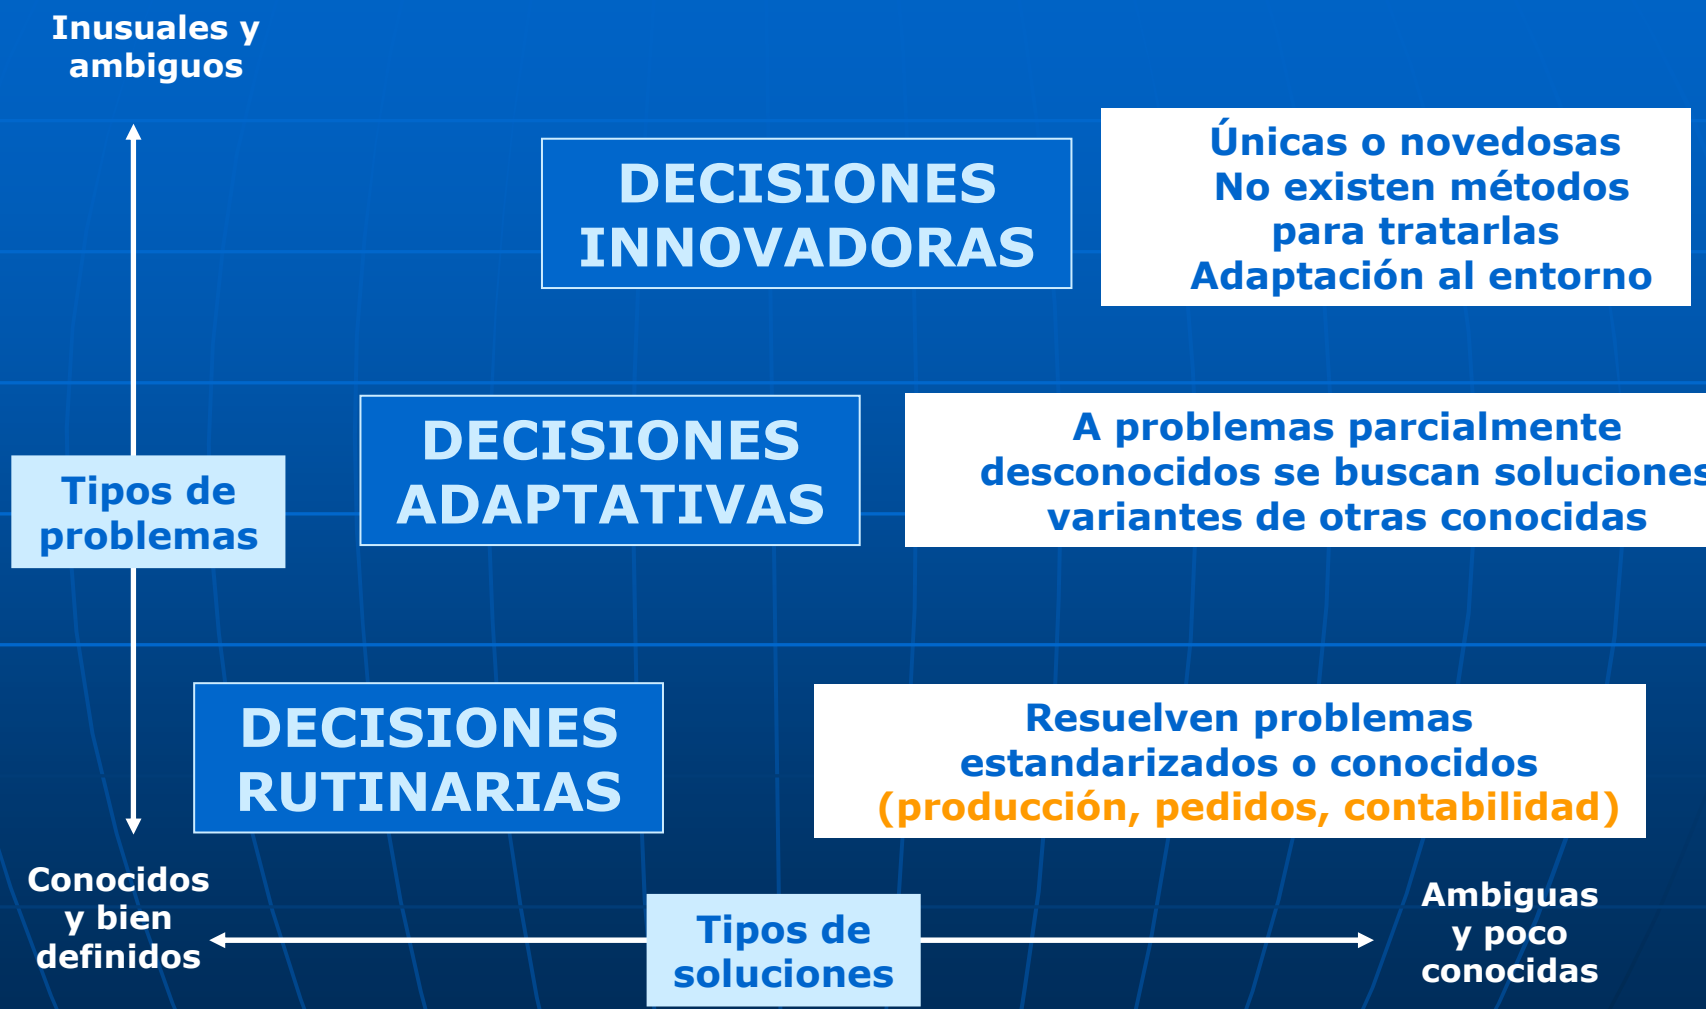 Inusuales y
ambiguos
DECISIONES
INNOVADORAS
Únicas o novedosas
No existen métodos
para tratarlas
Adaptación al entorno
Tipos de
problemas
DECISIONES
ADAPTATIVAS
A problemas parcialmente
desconocidos se buscan soluciones
variantes de otras conocidas
DECISIONES
RUTINARIAS
Resuelven problemas
estandarizados o conocidos
(producción, pedidos, contabilidad)
Conocidos
y bien
definidos
Tipos de
soluciones
Ambiguas
y poco
conocidas